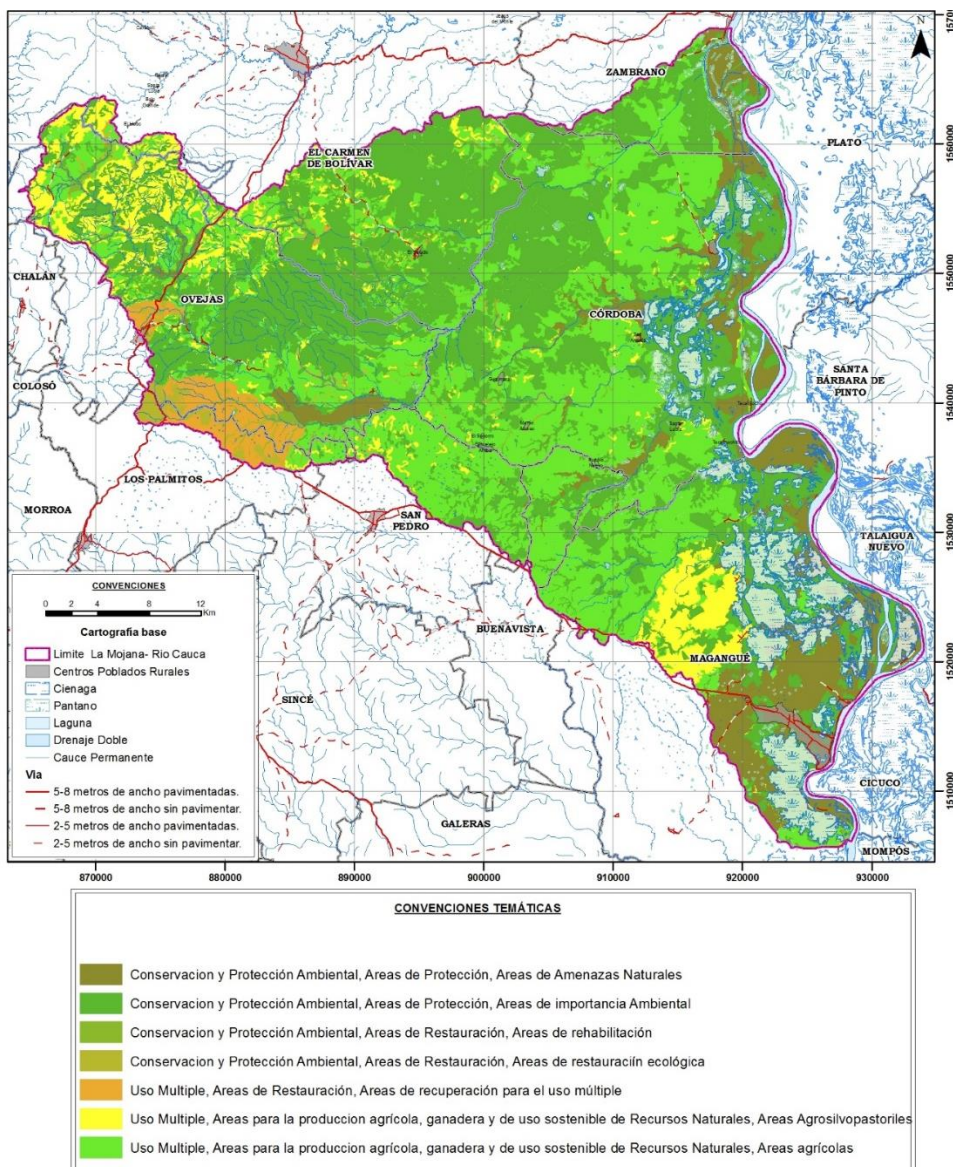 N
ZAMBRANO
PLATO
EL CARMEN
DE BOLÍVAR
CHALÁN
OVEJAS
CÓRDOBA
COLOSÓ
SANTA
BÁRBARA DE
PINTO
LOS PALMITOS
MORROA
SAN
PEDRO
TALAIGUA
NUEVO
BUENAVISTA
MAGANGUÉ
SINCÉ
CICUCO
GALERAS
MOMPÓS
1570
1560000
1550000
1540000
1530000
1520000
1510000
870000
880000
890000
900000
910000
920000
930000
CONVENCIONES
0 2 4 8 12
Km
Cartografia base
Limite La Mojana- Rio Cauca
Centros Poblados Rurales
Cienaga
Pantano
Laguna
Drenaje Doble
Cauce Permanente
Via
5-8 metros de ancho pavimentadas.
5-8 metros de ancho sin pavimentar.
2-5 metros de ancho pavimentadas.
2-5 metros de ancho sin pavimentar.
CONVENCIONES TEMÁTICAS
Conservacion y Protección Ambiental, Areas de Protección, Areas de Amenazas Naturales
Conservacion y Protección Ambiental, Areas de Protección, Areas de importancia Ambiental
Conservacion y Protección Ambiental, Areas de Restauración, Areas de rehabilitación
Conservacion y Protección Ambiental, Areas de Restauración, Areas de restauraciín ecológica
Uso Multiple, Areas de Restauración, Areas de recuperación para el uso múltiple
Uso Multiple, Areas para la produccion agrícola, ganadera y de uso sostenible de Recursos Naturales, Areas Agrosilvopastoriles
Uso Multiple, Areas para la produccion agrícola, ganadera y de uso sostenible de Recursos Naturales, Areas agrícolas